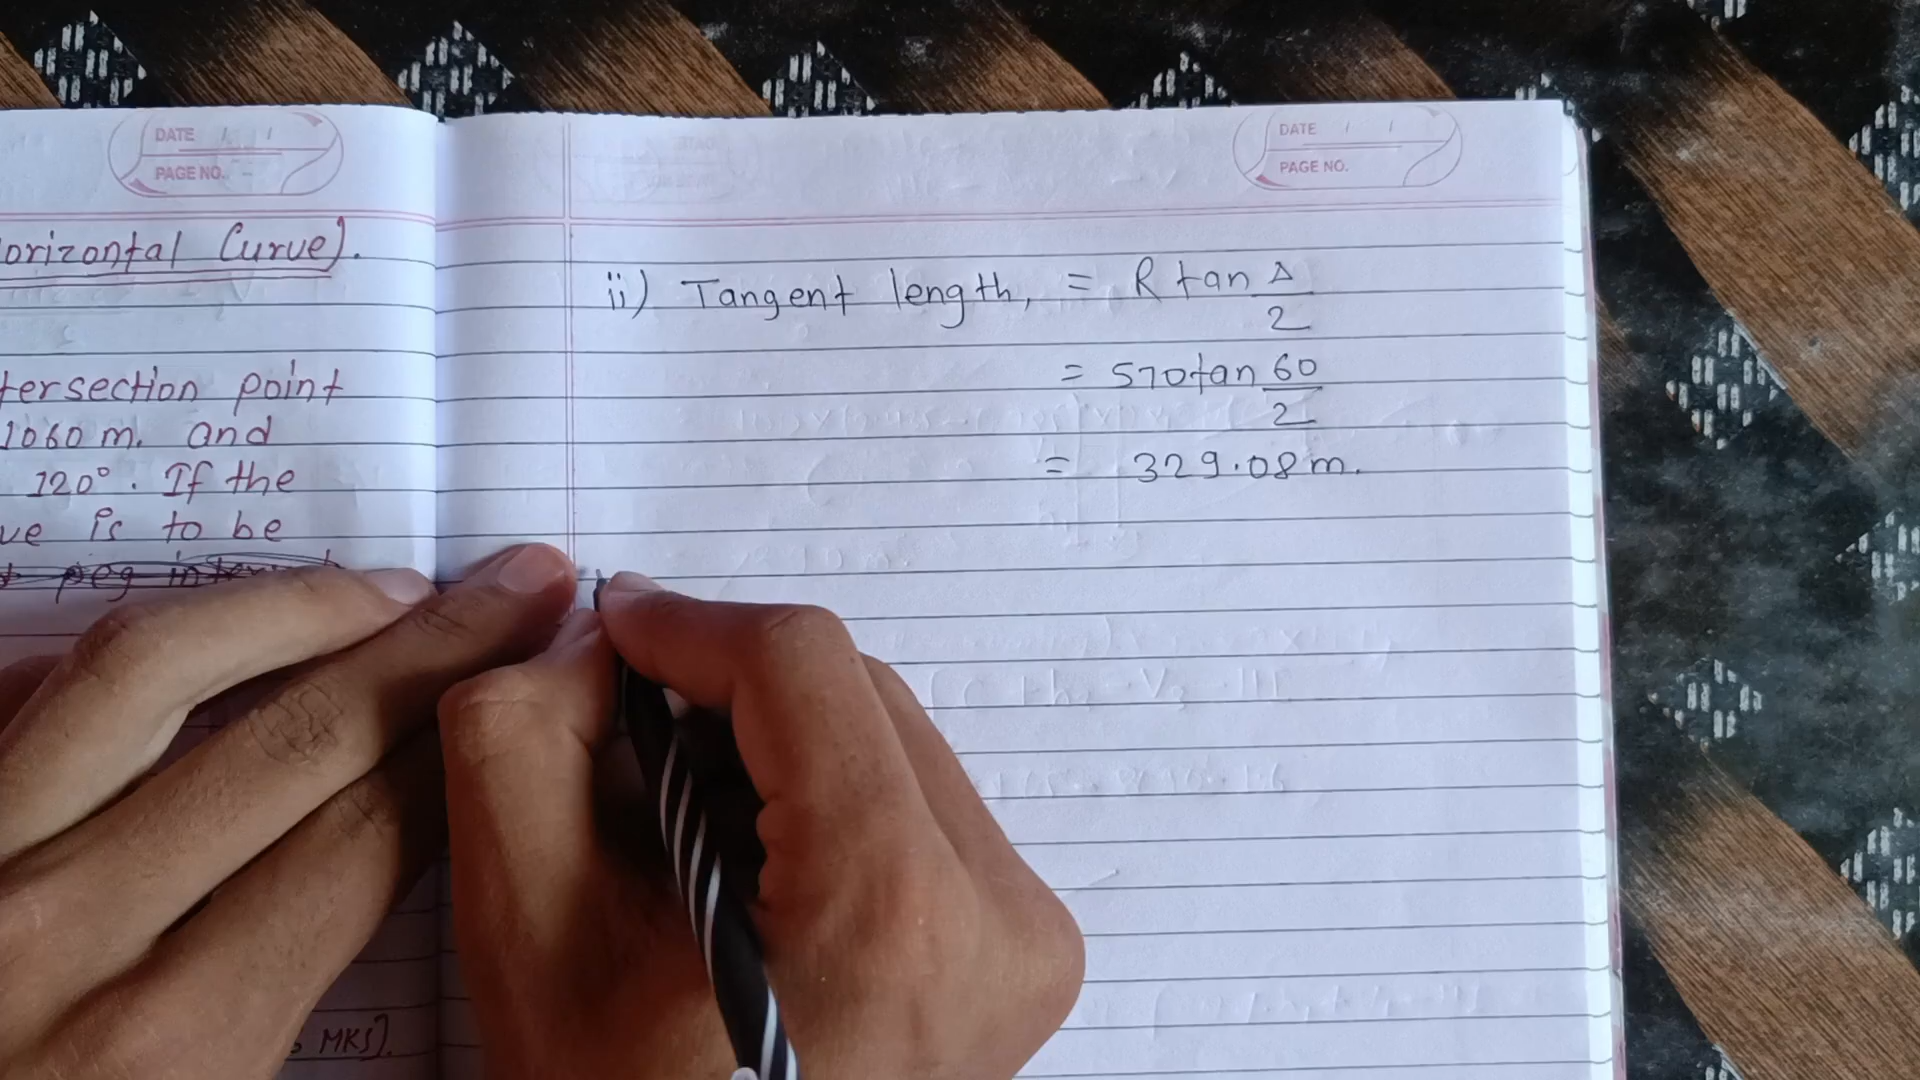 DATE / /
PAGE NO.
orizontal Curve).
tersection point
1060 m. and
120°. If the
ve is to be
peg
MKS].
DATE / /
PAGE NO.
ii) Tangent length, = R tan Δ/2
= 570 tan 60/2
= 329.08 m.